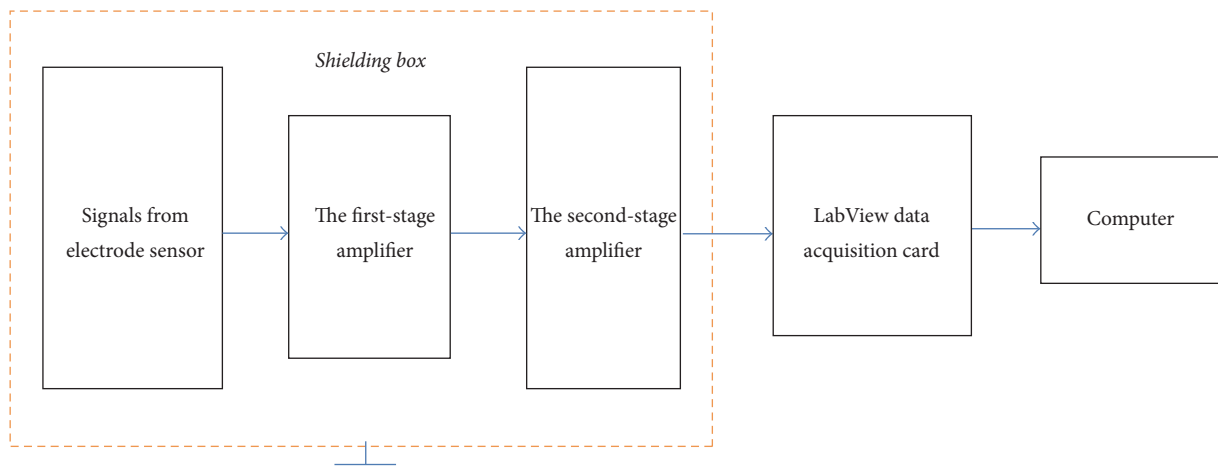 Shielding box
Signals from
electrode sensor
The first-stage
amplifier
The second-stage
amplifier
LabView data
acquisition card
Computer